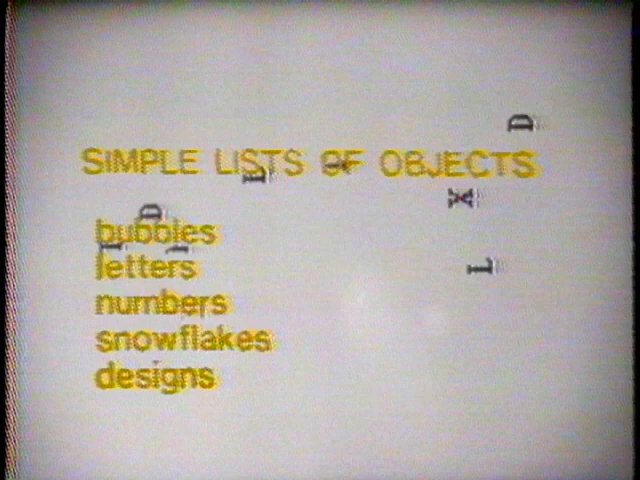 SIMPLE LISTS OF OBJECTS
bubbles
letters
numbers
snowflakes
designs
D
X
L
D